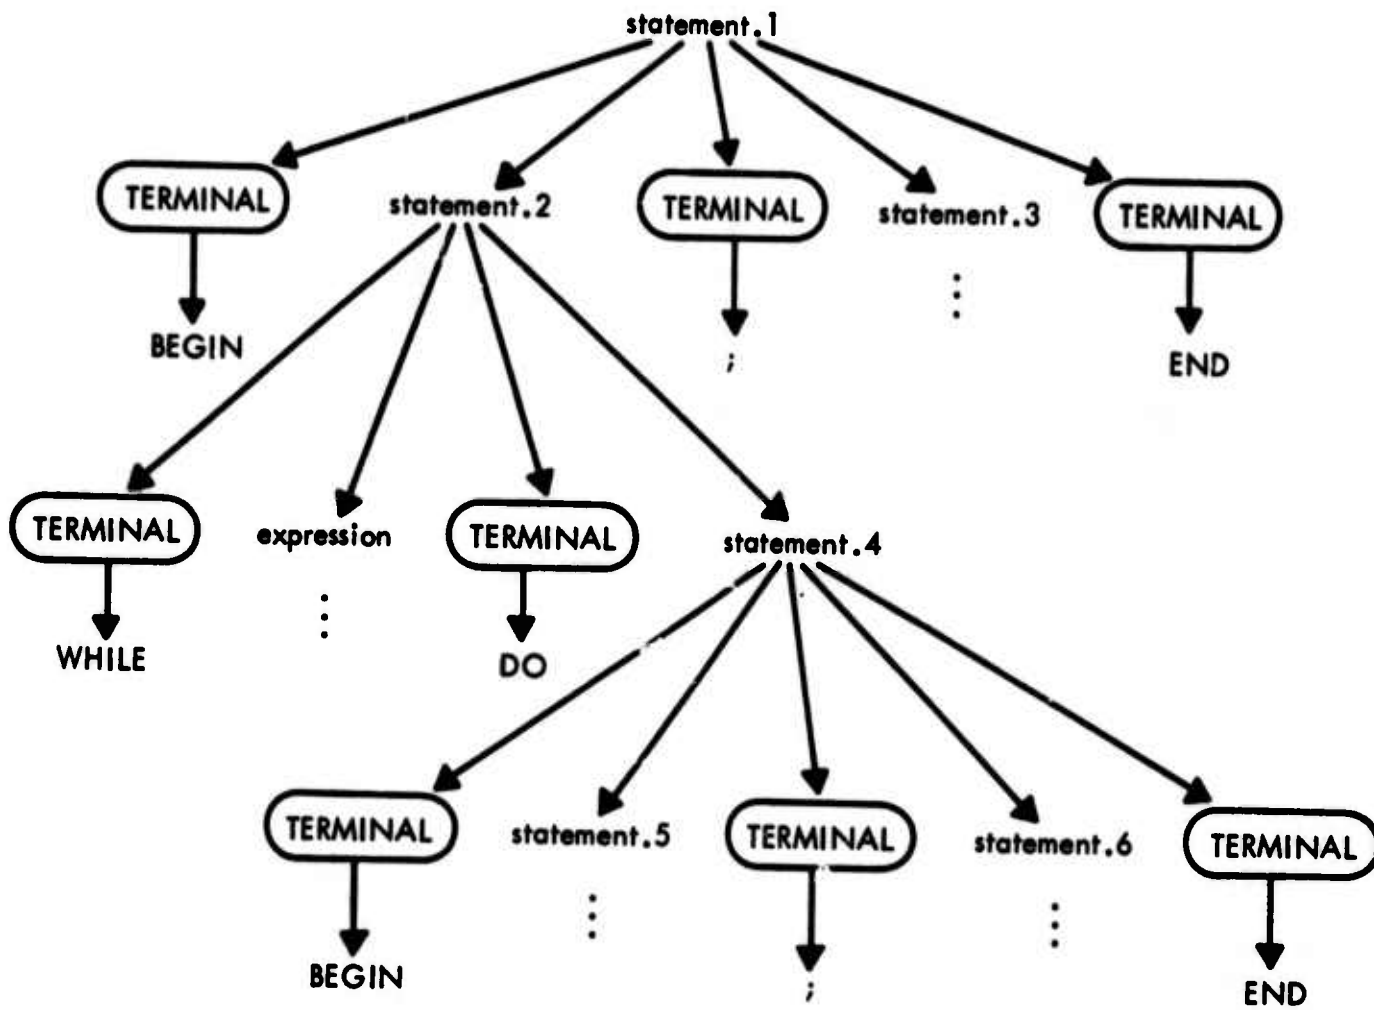 statement.1
TERMINAL statement.2 TERMINAL statement.3 TERMINAL
BEGIN ; END
TERMINAL expression TERMINAL statement.4
WHILE DO
TERMINAL statement.5 TERMINAL statement.6 TERMINAL
BEGIN ; END